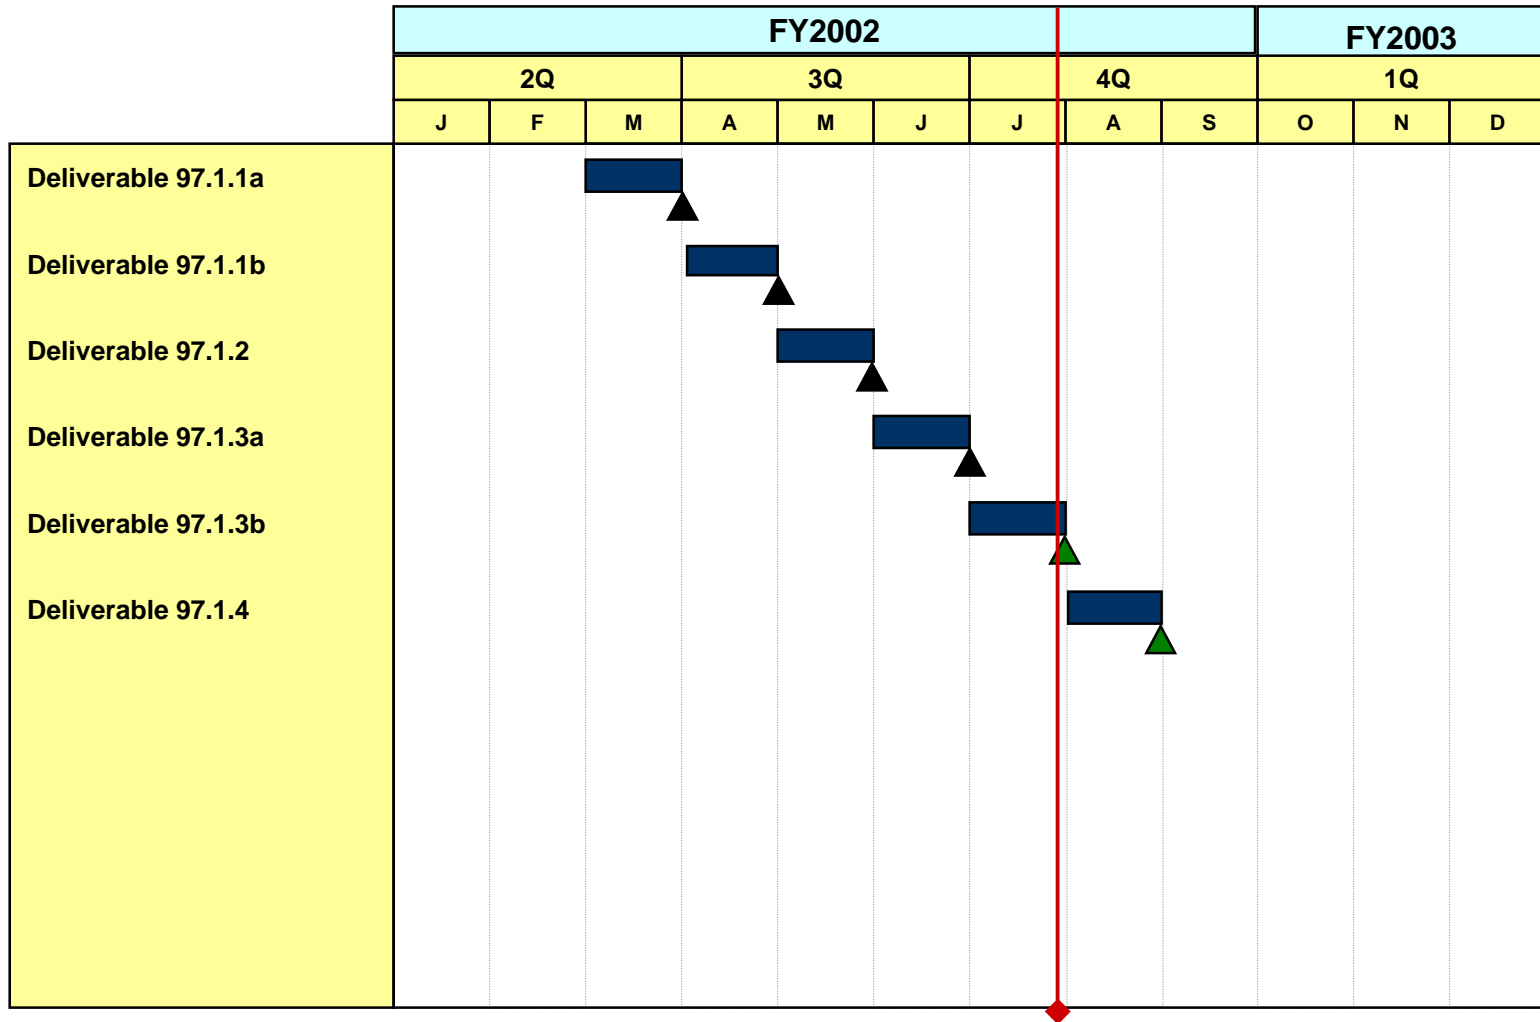 FY2002 FY2003
2Q 3Q 4Q 1Q
J F M A M J J A S O N D
Deliverable 97.1.1a
Deliverable 97.1.1b
Deliverable 97.1.2
Deliverable 97.1.3a
Deliverable 97.1.3b
Deliverable 97.1.4